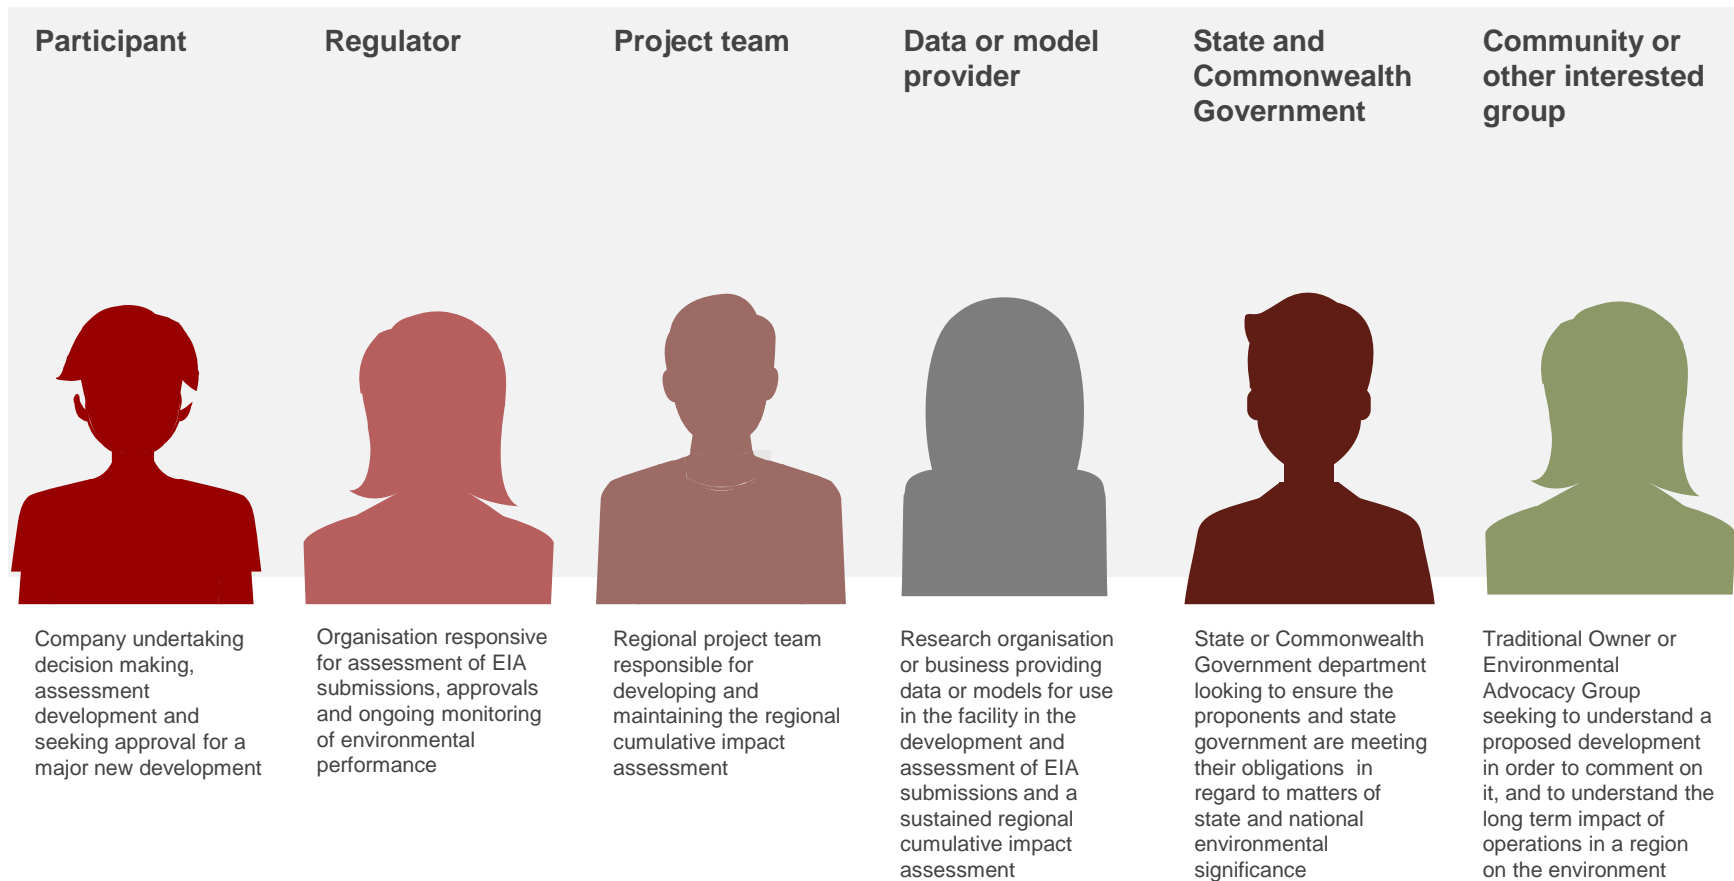 Participant
Regulator
Project team
Data or model
provider
State and
Commonwealth
Government
Community or
other interested
group
Company undertaking
decision making,
assessment
development and
seeking approval for a
major new development
Organisation responsive
for assessment of EIA
submissions, approvals
and ongoing monitoring
of environmental
performance
Regional project team
responsible for
developing and
maintaining the regional
cumulative impact
assessment
Research organisation
or business providing
data or models for use
in the facility in the
development and
assessment of EIA
submissions and a
sustained regional
cumulative impact
assessment
State or Commonwealth
Government department
looking to ensure the
proponents and state
government are meeting
their obligations  in
regard to matters of
state and national
environmental
significance
Traditional Owner or
Environmental
Advocacy Group
seeking to understand a
proposed development
in order to comment on
it, and to understand the
long term impact of
operations in a region
on the environment